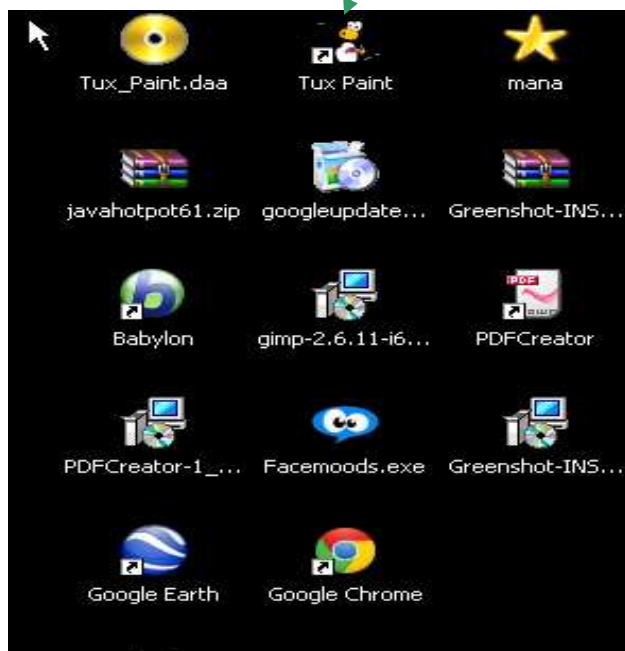 Tux_Paint.daa Tux Paint mana
javahotpot61.zip googleupdate... Greenshot-INS...
PDF
Babylon gimp-2.6.11-i6... PDFCreator
PDFCreator-1_... Facemoods.exe Greenshot-INS...
Google Earth Google Chrome